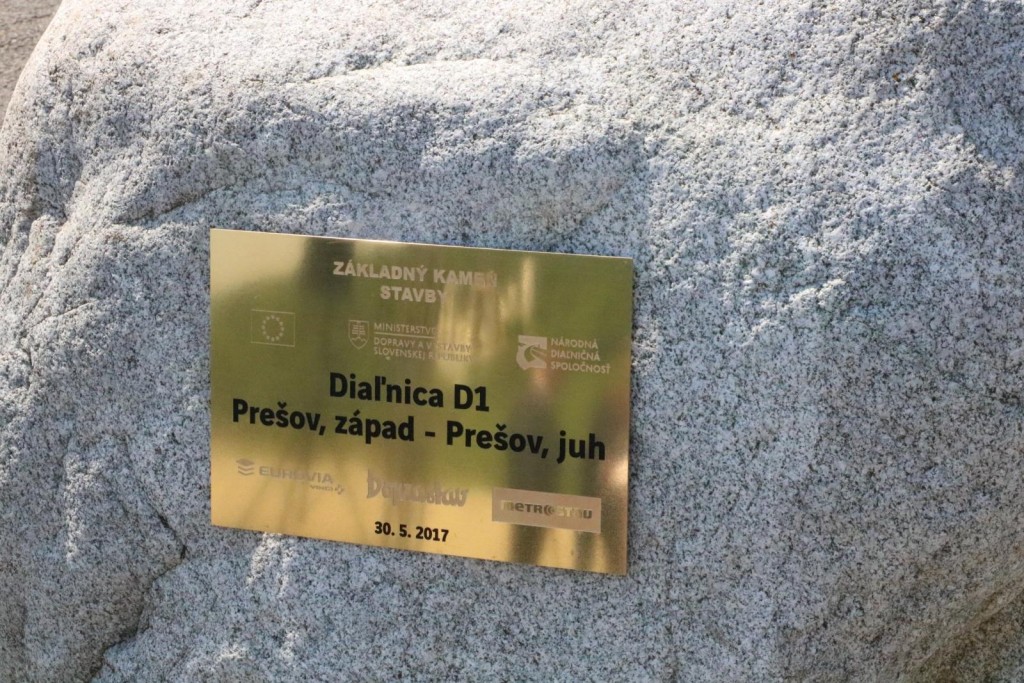 ZÁKLADNÝ KAMEŇ
STAVBY
MINISTERSTVO
DOPRAVY A VÝSTAVBY
SLOVENSKEJ REPUBLIKY
NÁRODNÁ
DIAĽNIČNÁ
SPOLOČNOSŤ
Diaľnica D1
Prešov, západ - Prešov, juh
EUROVIA
Doprastav
METROSTAV
30. 5. 2017